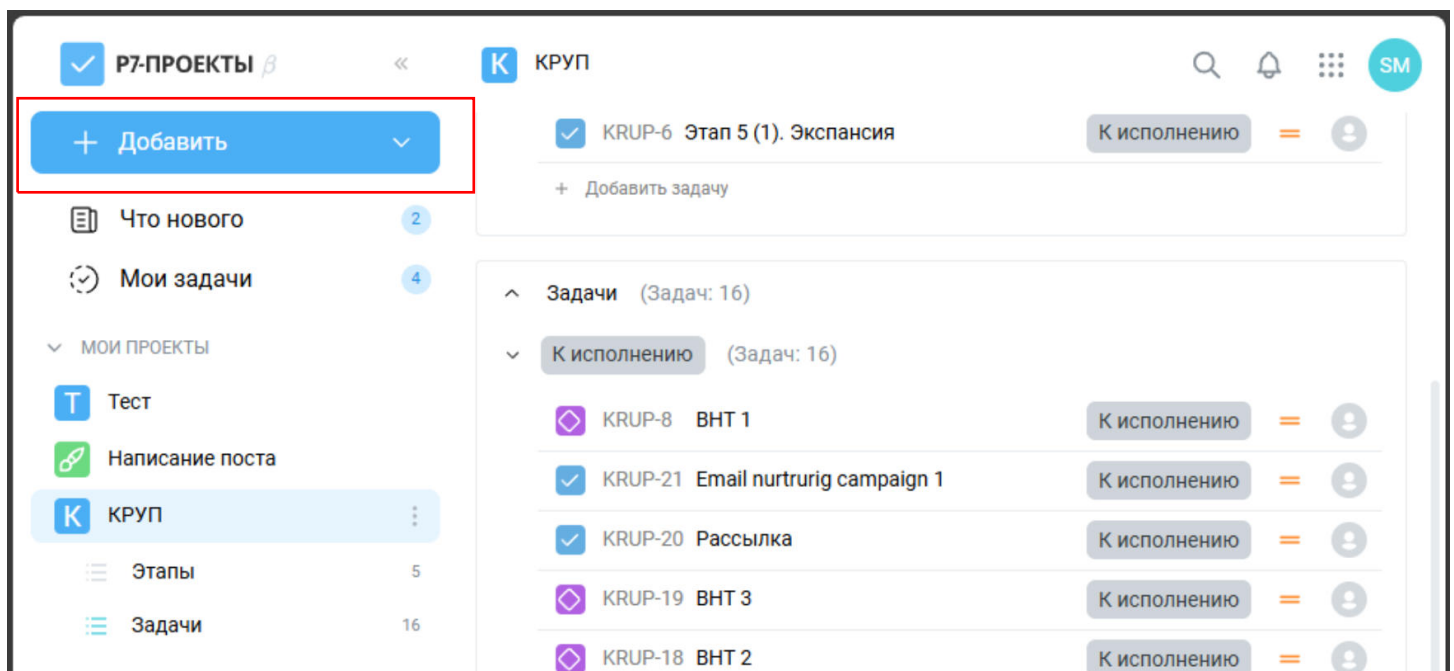 Р7-ПРОЕКТЫ β
Добавить
Что нового 2
Мои задачи 4
МОИ ПРОЕКТЫ
Т Тест
Написание поста
К КРУП
Этапы 5
Задачи 16
К КРУП
SM
KRUP-6 Этап 5 (1). Экспансия К исполнению
+ Добавить задачу
Задачи (Задач: 16)
К исполнению (Задач: 16)
KRUP-8 ВНТ 1 К исполнению
KRUP-21 Email nurtrurig campaign 1 К исполнению
KRUP-20 Рассылка К исполнению
KRUP-19 ВНТ 3 К исполнению
KRUP-18 ВНТ 2 К исполнению